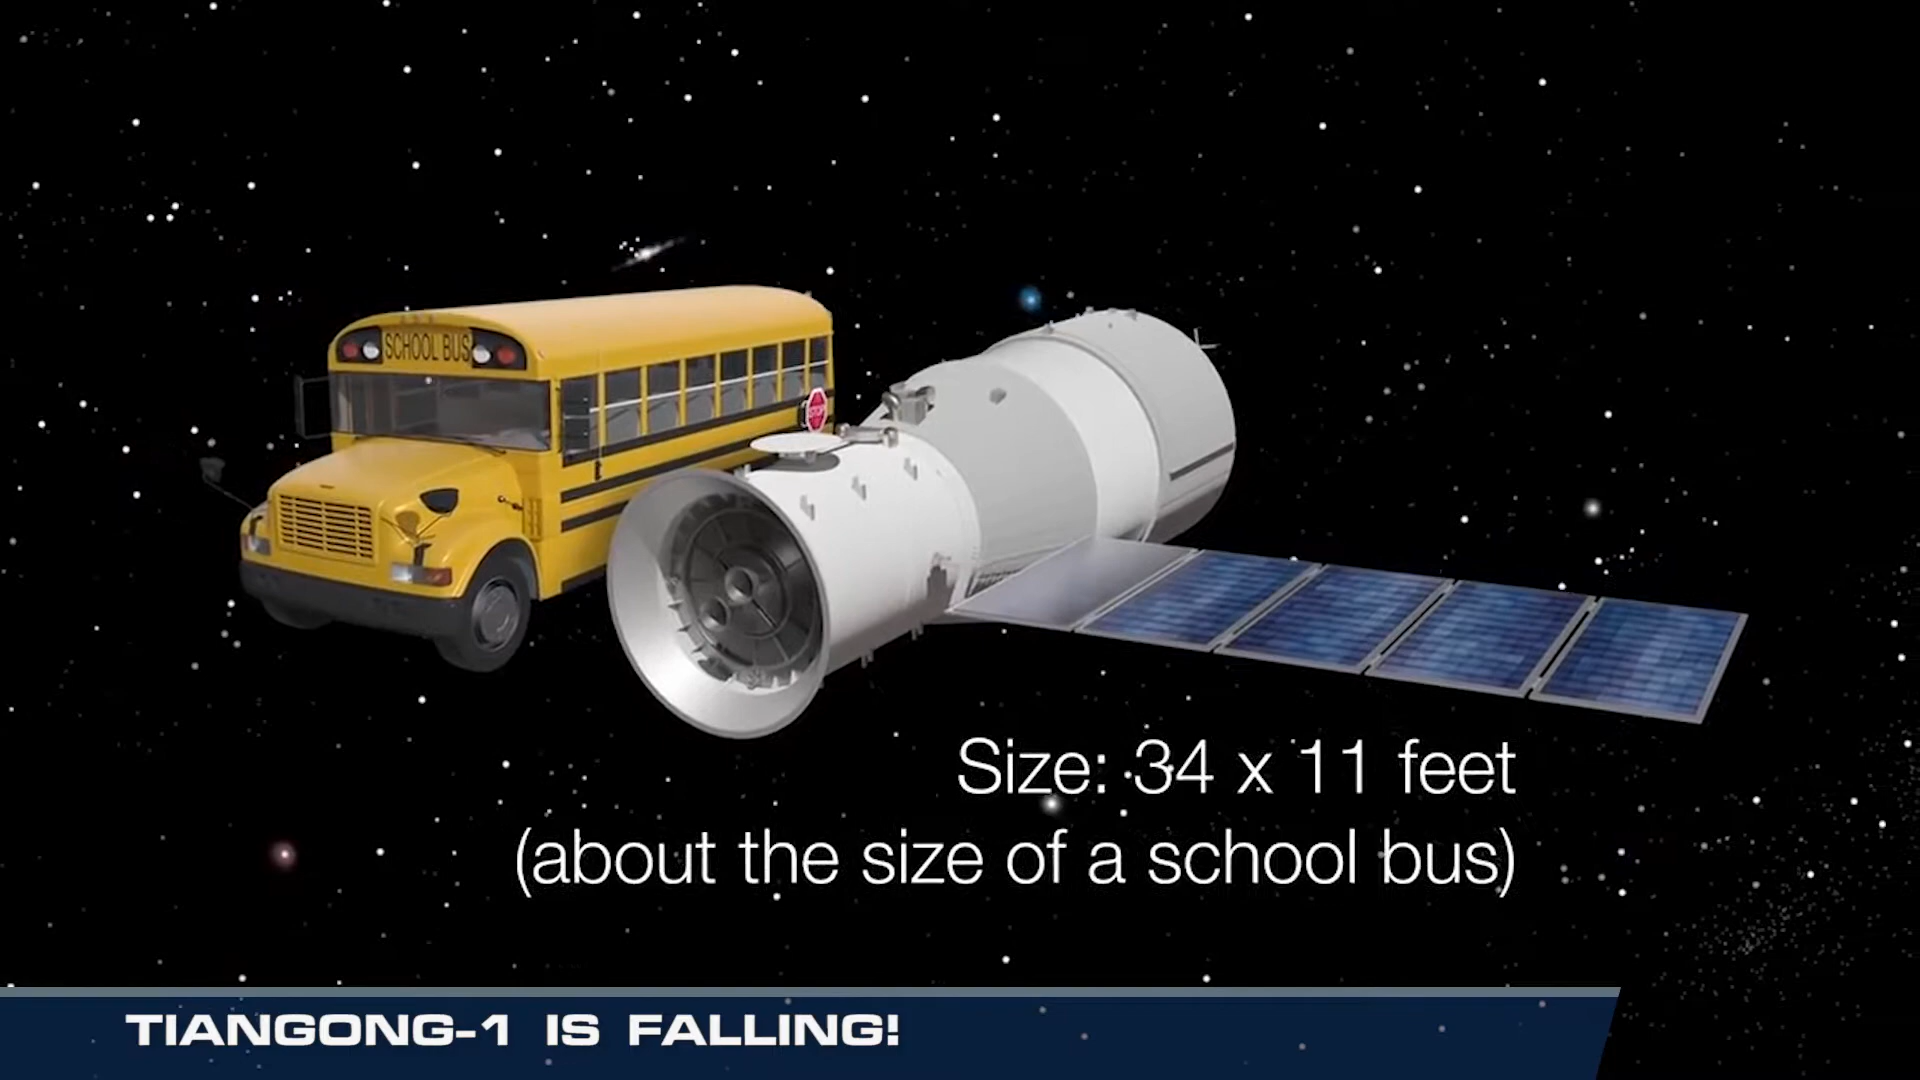 SCHOOL BUS
STOP
Size: 34 x 11 feet
(about the size of a school bus)
TIANGONG-1 IS FALLING!